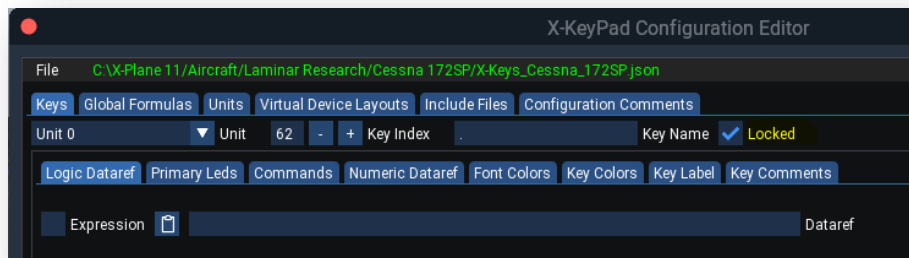 X-KeyPad Configuration Editor
File C:\X-Plane 11/Aircraft/Laminar Research/Cessna 172SP/X-Keys_Cessna_172SP.json
Keys Global Formulas Units Virtual Device Layouts Include Files Configuration Comments
Unit 0 Unit 62 - + Key Index . Key Name Locked
Logic Dataref Primary Leds Commands Numeric Dataref Font Colors Key Colors Key Label Key Comments
Expression Dataref